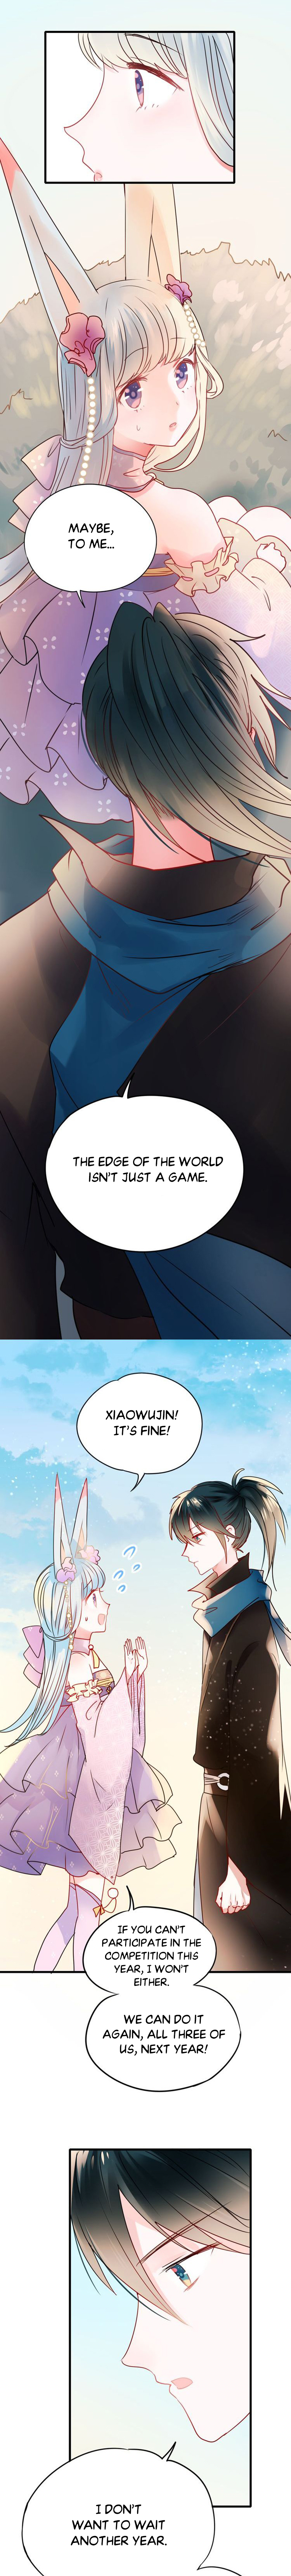 MAYBE,
TO ME...
THE EDGE OF THE WORLD
ISN'T JUST A GAME.
XIAOWUJIN!
IT'S FINE!
IF YOU CAN'T
PARTICIPATE IN THE
COMPETITION THIS
YEAR, I WON'T
EITHER.
WE CAN DO IT
AGAIN, ALL THREE OF
US, NEXT YEAR!
I DON'T
WANT TO WAIT
ANOTHER YEAR.